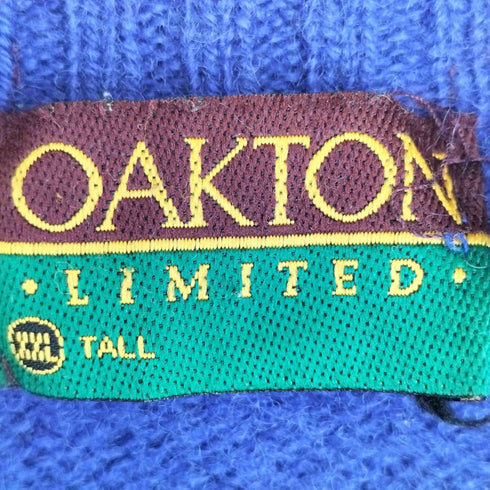 OAKTON
· LIMITED ·
XXL TALL